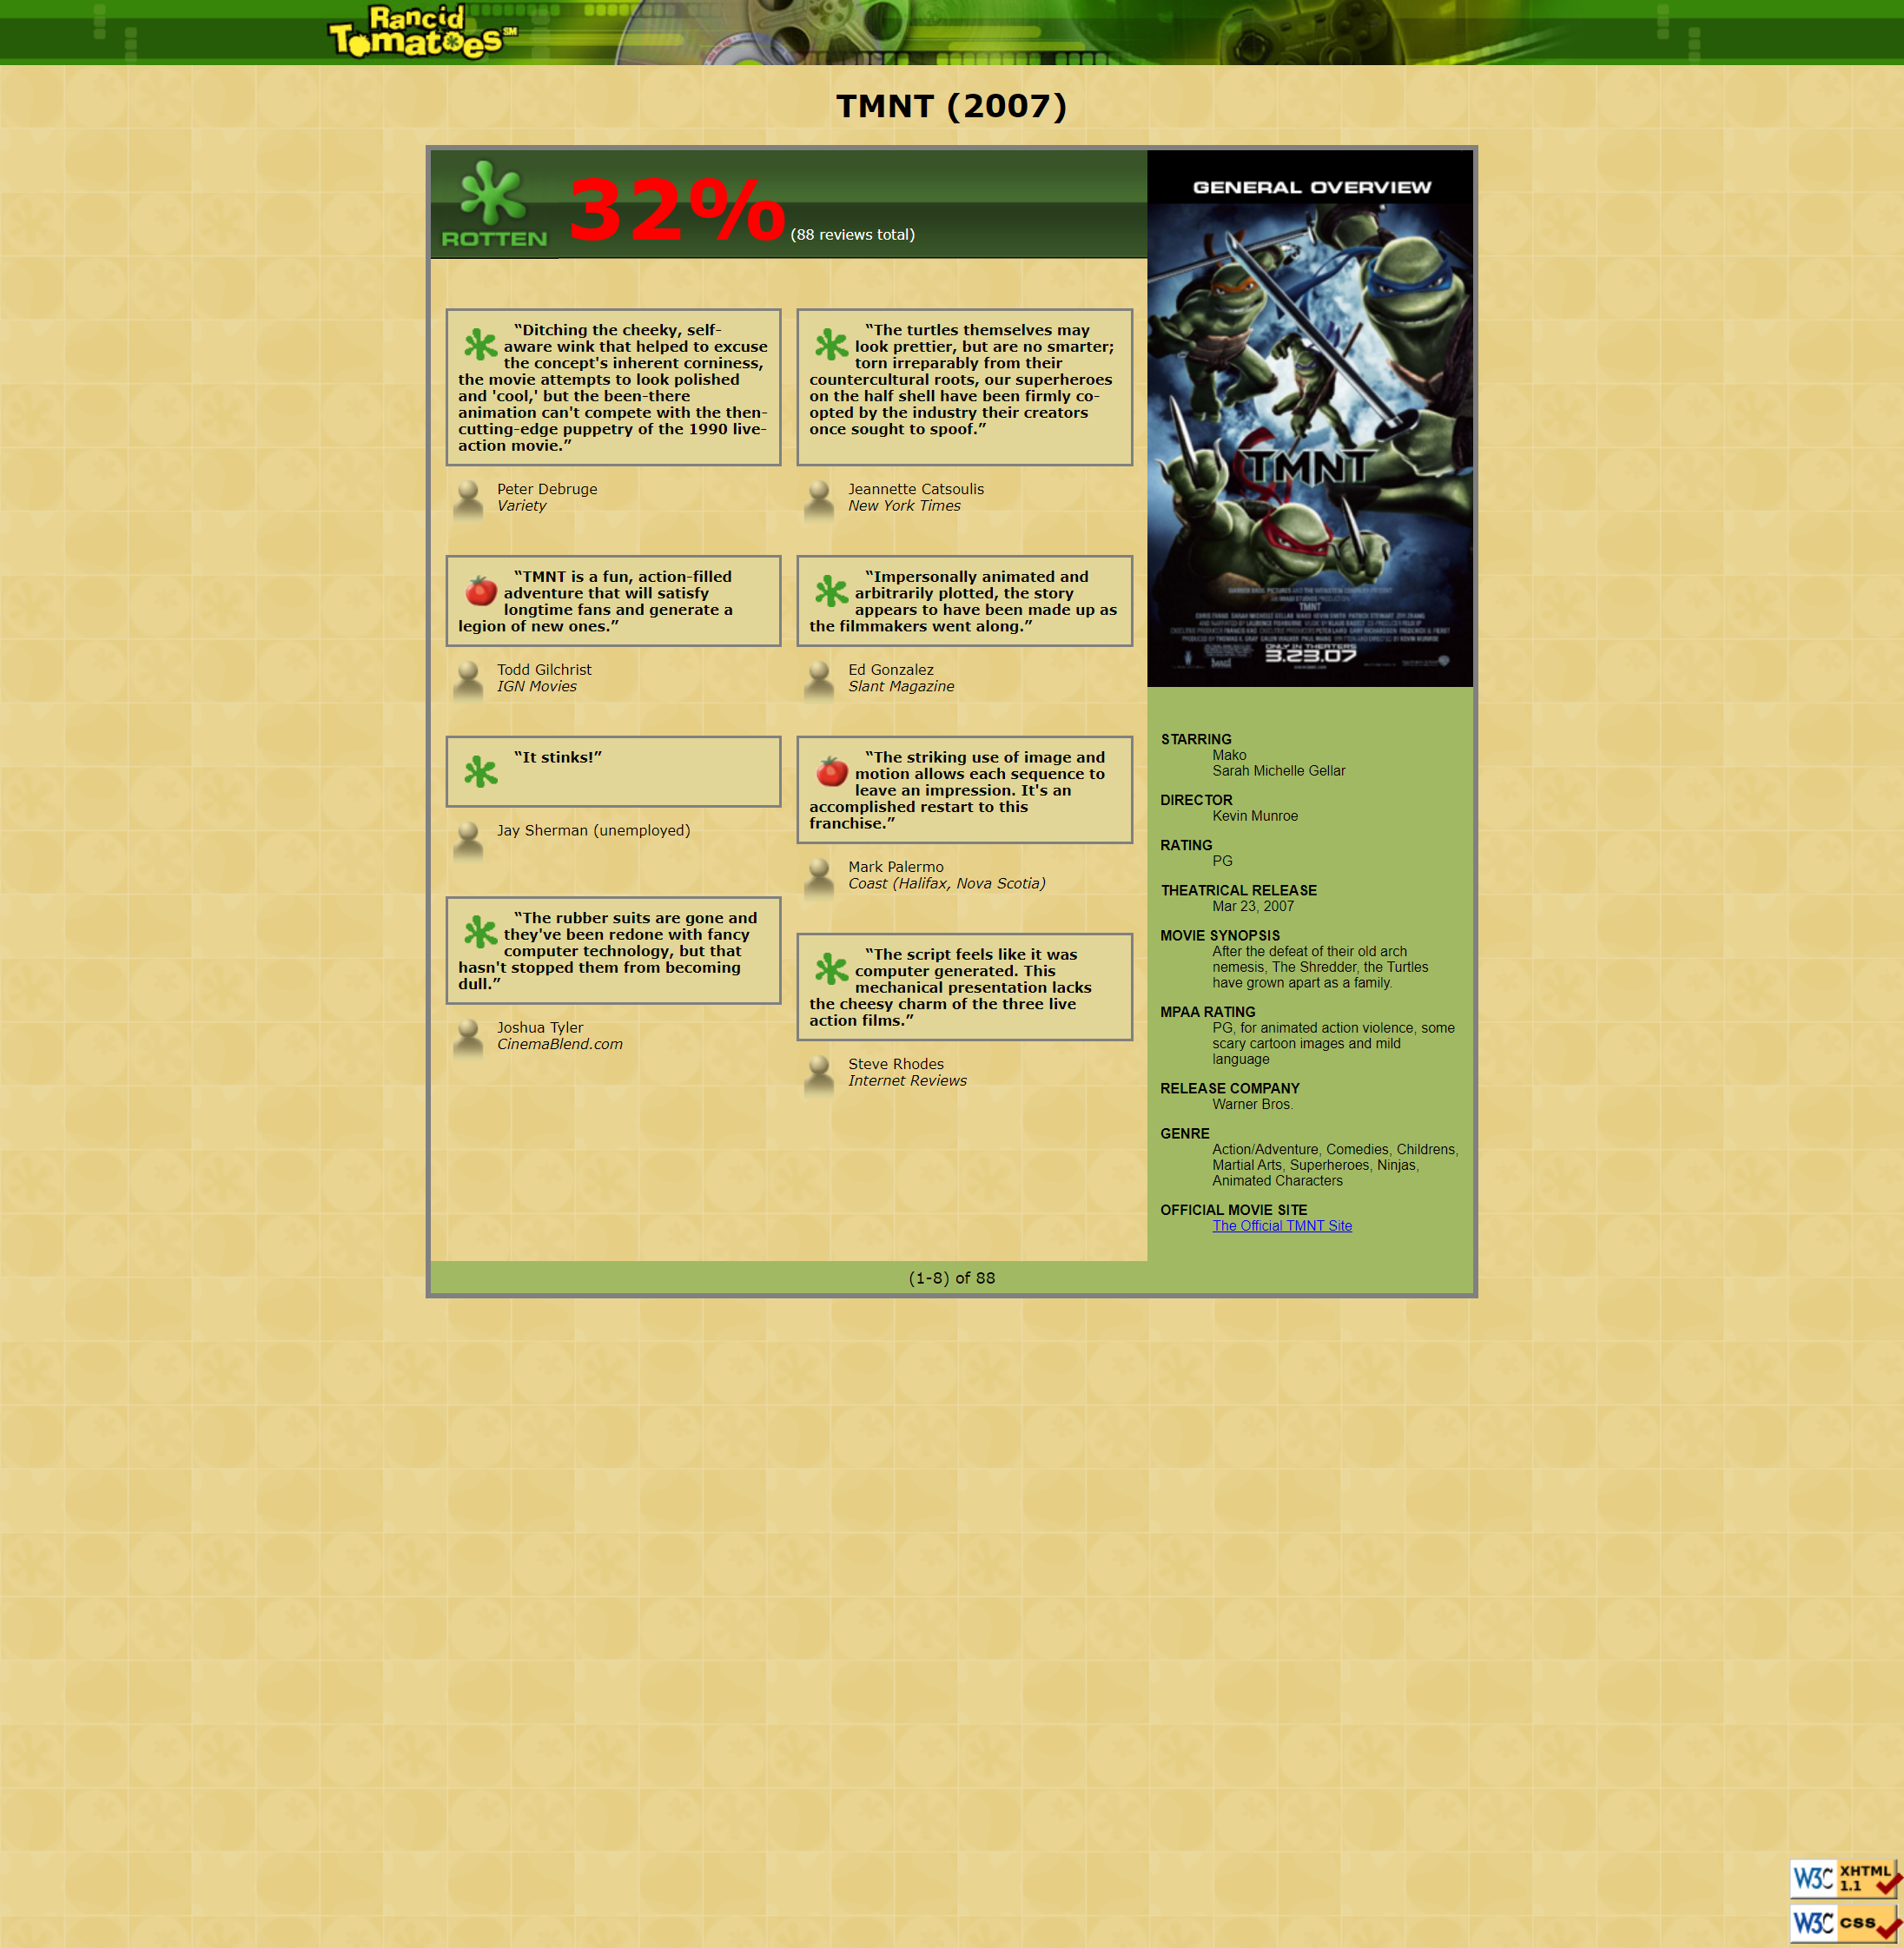 Rancid
Tomatoes SM
TMNT (2007)
ROTTEN
32% (88 reviews total)
“Ditching the cheeky, self-
aware wink that helped to excuse
the concept's inherent corniness,
the movie attempts to look polished
and 'cool,' but the been-there
animation can't compete with the then-
cutting-edge puppetry of the 1990 live-
action movie.”
Peter Debruge
Variety
“TMNT is a fun, action-filled
adventure that will satisfy
longtime fans and generate a
legion of new ones.”
Todd Gilchrist
IGN Movies
“It stinks!”
Jay Sherman (unemployed)
“The rubber suits are gone and
they've been redone with fancy
computer technology, but that
hasn't stopped them from becoming
dull.”
Joshua Tyler
CinemaBlend.com
“The turtles themselves may
look prettier, but are no smarter;
torn irreparably from their
countercultural roots, our superheroes
on the half shell have been firmly co-
opted by the industry their creators
once sought to spoof.”
Jeannette Catsoulis
New York Times
“Impersonally animated and
arbitrarily plotted, the story
appears to have been made up as
the filmmakers went along.”
Ed Gonzalez
Slant Magazine
“The striking use of image and
motion allows each sequence to
leave an impression. It's an
accomplished restart to this
franchise.”
Mark Palermo
Coast (Halifax, Nova Scotia)
“The script feels like it was
computer generated. This
mechanical presentation lacks
the cheesy charm of the three live
action films.”
Steve Rhodes
Internet Reviews
GENERAL OVERVIEW
TMNT
TMNT
ONLY IN THEATERS
3.23.07
STARRING
Mako
Sarah Michelle Gellar
DIRECTOR
Kevin Munroe
RATING
PG
THEATRICAL RELEASE
Mar 23, 2007
MOVIE SYNOPSIS
After the defeat of their old arch
nemesis, The Shredder, the Turtles
have grown apart as a family.
MPAA RATING
PG, for animated action violence, some
scary cartoon images and mild
language
RELEASE COMPANY
Warner Bros.
GENRE
Action/Adventure, Comedies, Childrens,
Martial Arts, Superheroes, Ninjas,
Animated Characters
OFFICIAL MOVIE SITE
The Official TMNT Site
(1-8) of 88
W3C XHTML
1.1
W3C css